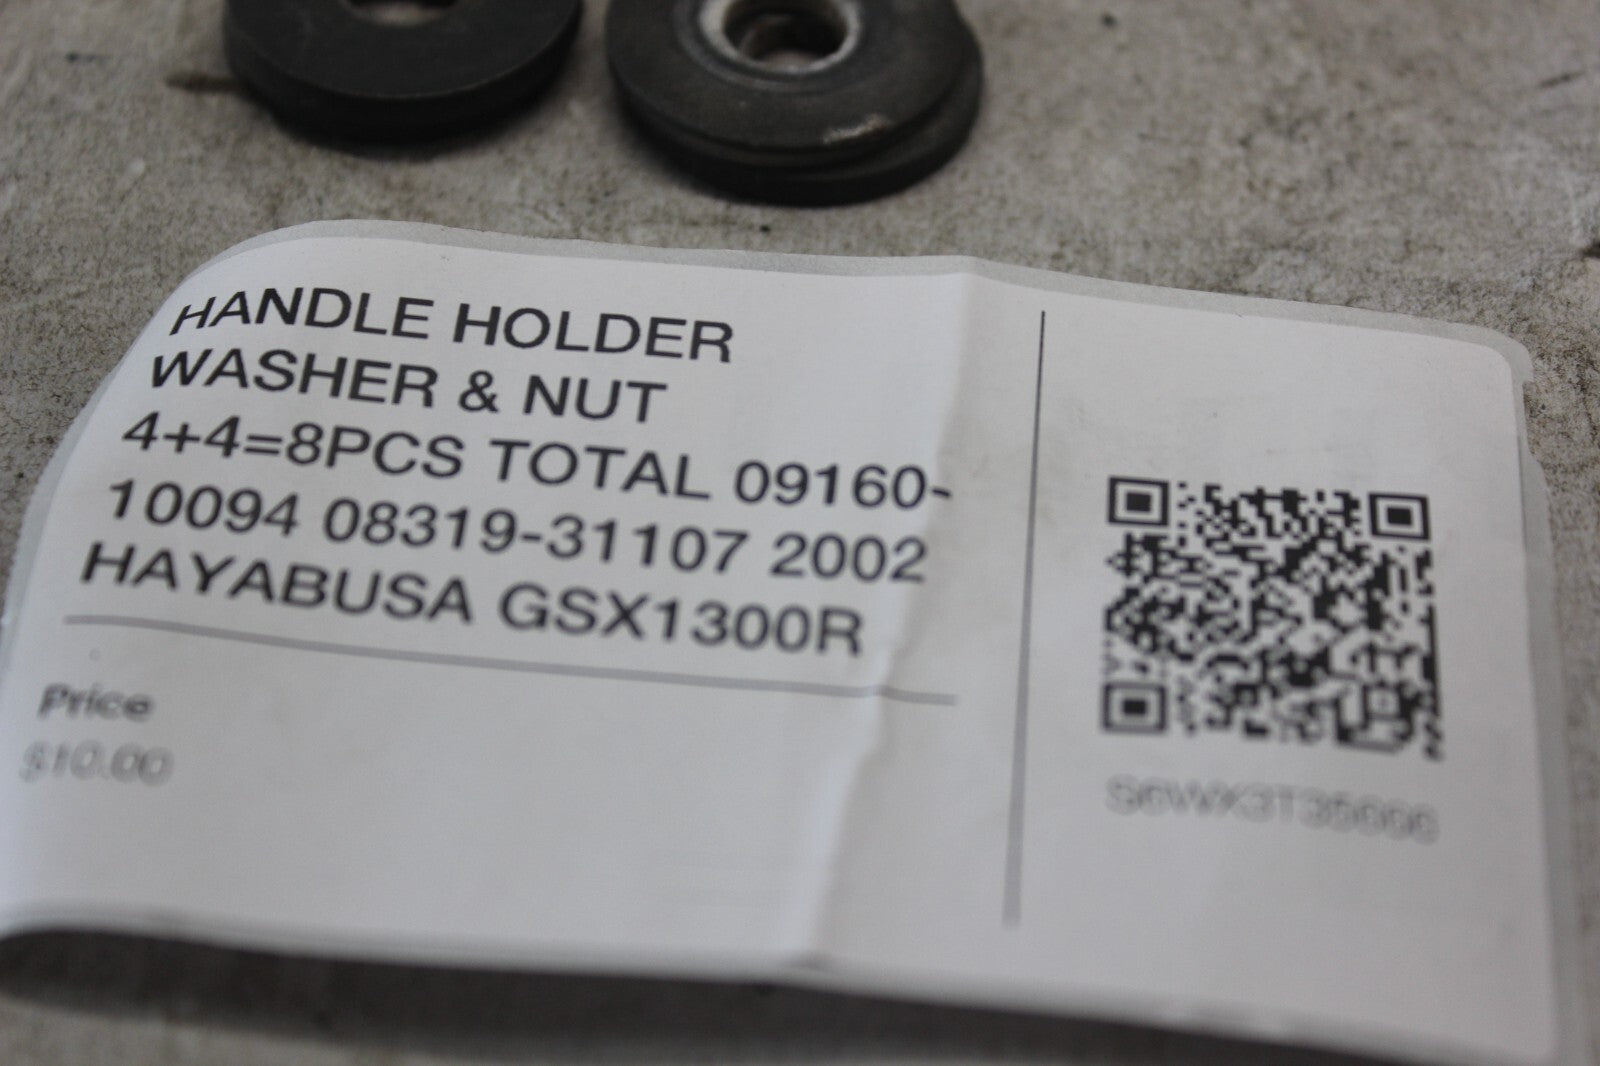 HANDLE HOLDER
WASHER & NUT
4+4=8PCS TOTAL 09160-
10094 08319-31107 2002
HAYABUSA GSX1300R
Price
$10.00